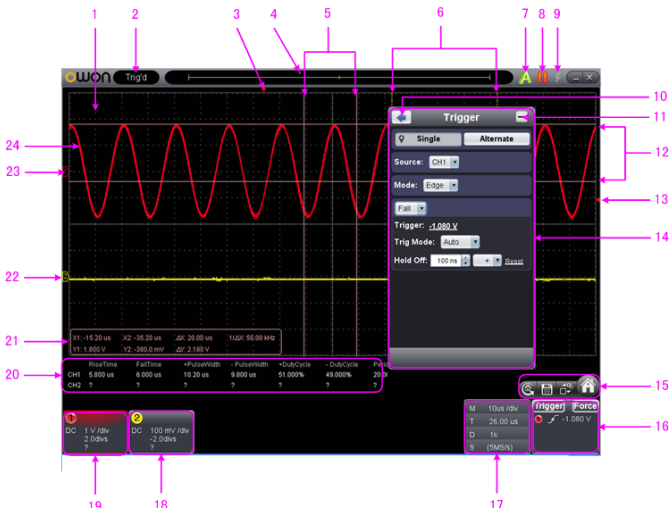 1 2 3 4 5 6 7 8 9
OWON Trig'd A
10 Trigger 11
Single Alternate
12
Source: CH1
24
23
Mode: Edge
13
Fall
Trigger: -1.080 V
14
Trig Mode: Auto
Hold Off: 100 ns + Reset
22 2
21 X1: -15.20 us X2: -35.20 us ΔX: 20.00 us 1/ΔX: 50.00 kHz
Y1: 1.800 V Y2: -380.0 mV ΔY: 2.180 V
RiseTime FallTime +PulseWidth -PulseWidth +DutyCycle -DutyCycle
20 CH1 5.800 us 6.000 us 10.20 us 9.800 us 51.000% 49.000%
CH2 ? ? ? ? ? ?
15
1 2 M 10us /div Trigger Force
DC 1 V /div DC 100 mV /div T 26.00 us 1 -1.080 V 16
2.0divs -2.0divs D 1k
? ? S (5MS/s)
19 18 17